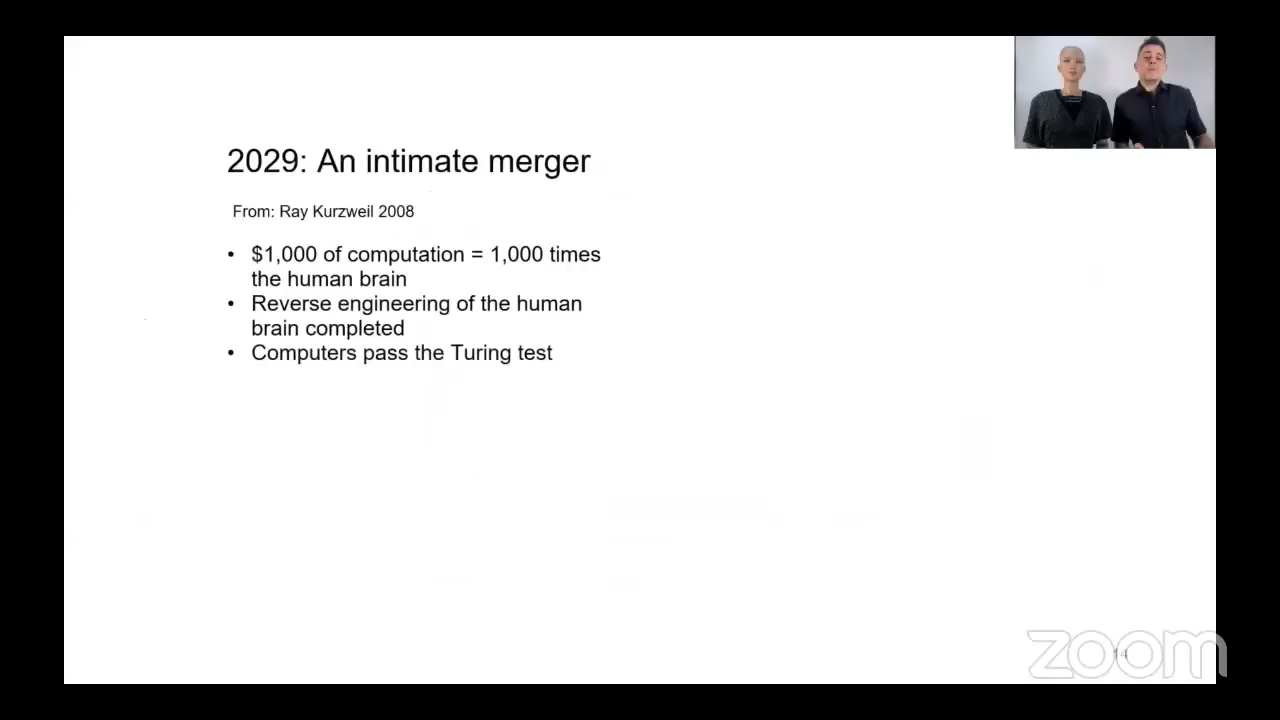 2029: An intimate merger
From: Ray Kurzweil 2008
• $1,000 of computation = 1,000 times
the human brain
• Reverse engineering of the human
brain completed
• Computers pass the Turing test
14
zoom